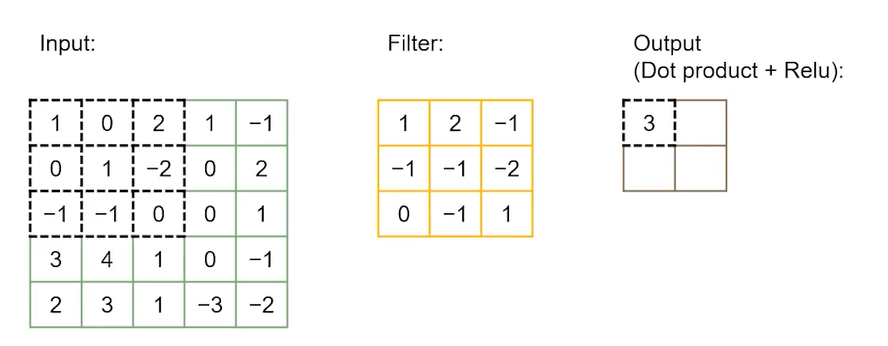 Input:
Filter:
Output
(Dot product + Relu):
1 0 2 1 −1
0 1 −2 0 2
−1 −1 0 0 1
3 4 1 0 −1
2 3 1 −3 −2
1 2 −1
−1 −1 −2
0 −1 1
3